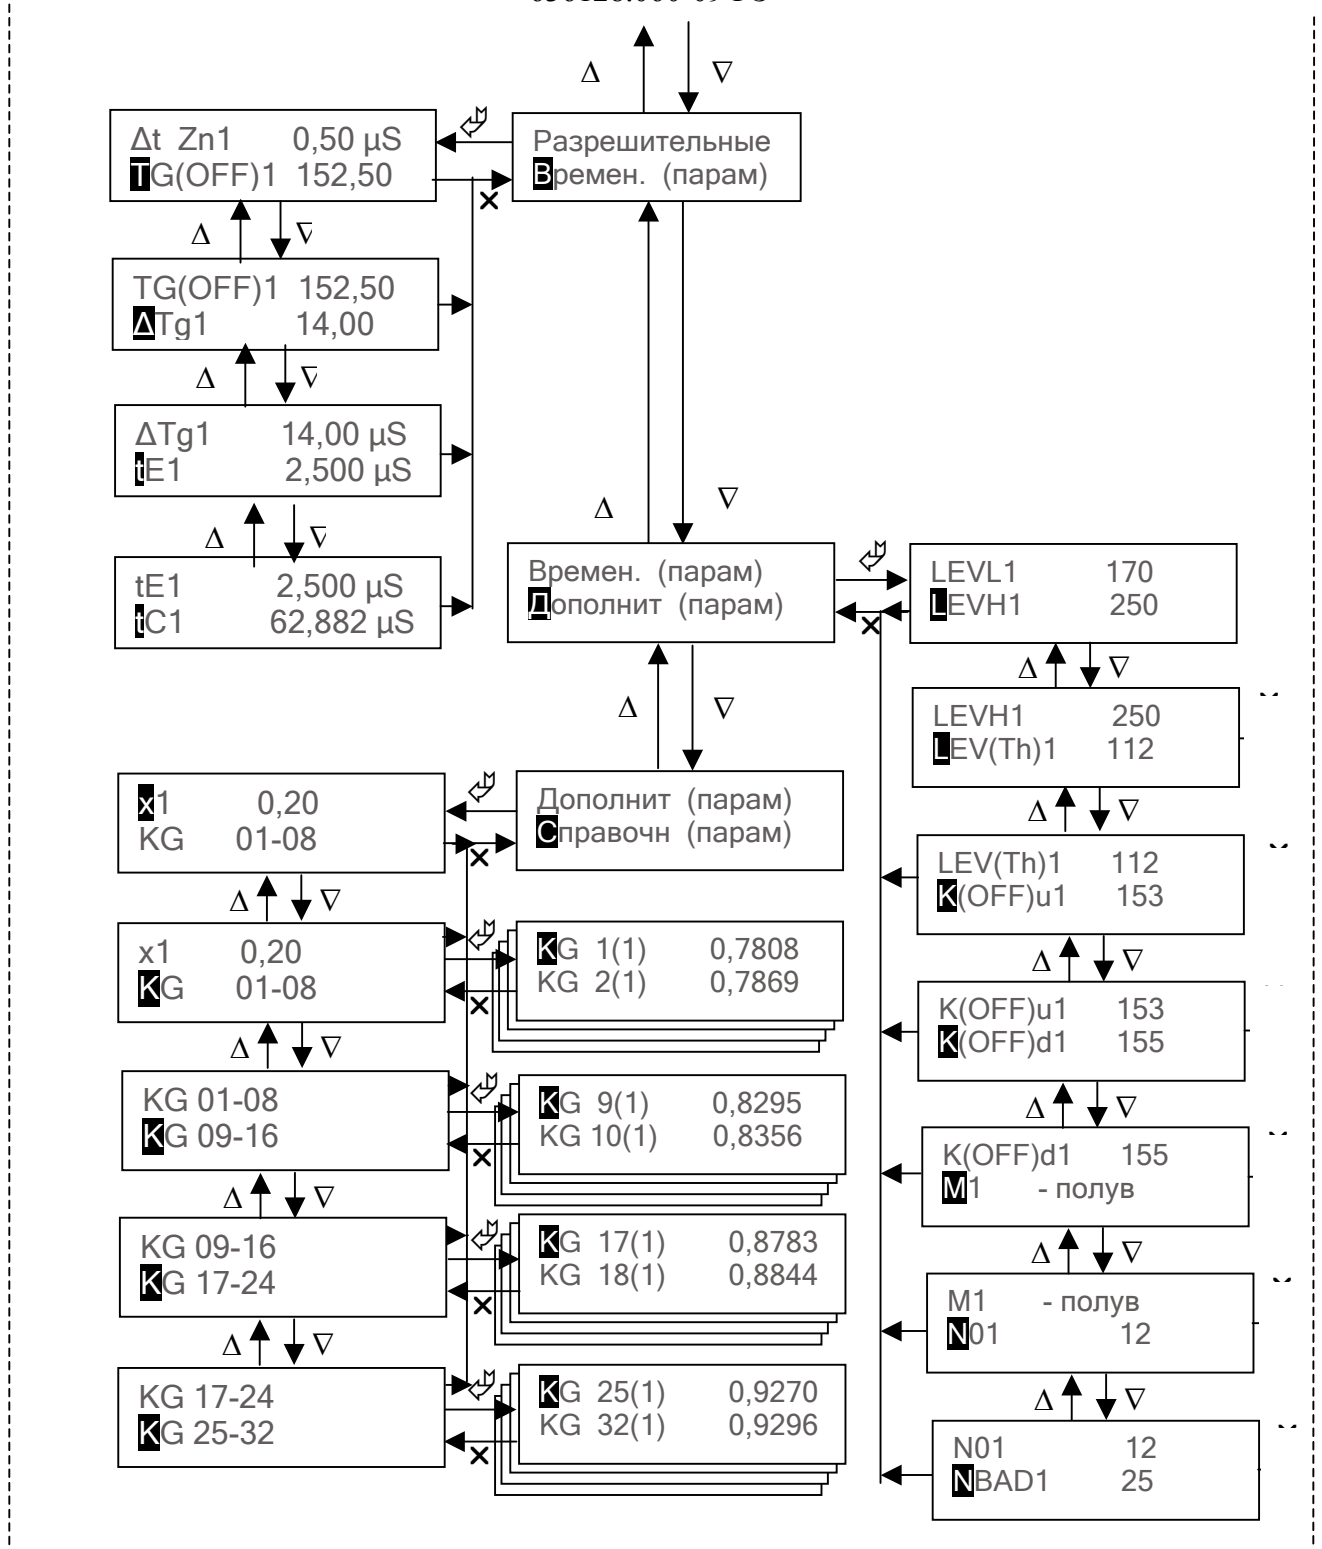 Δ
∇
Δt Zn1 0,50 µS
TG(OFF)1 152,50
Разрешительные
Времен. (парам)
Δ
∇
TG(OFF)1 152,50
ΔTg1 14,00
Δ
∇
ΔTg1 14,00 µS
tE1 2,500 µS
Δ
∇
tE1 2,500 µS
tC1 62,882 µS
Δ
∇
Времен. (парам)
Дополнит (парам)
LEVL1 170
LEVH1 250
Δ
∇
LEVH1 250
LEV(Th)1 112
Δ
∇
LEV(Th)1 112
K(OFF)u1 153
Δ
∇
K(OFF)u1 153
K(OFF)d1 155
Δ
∇
K(OFF)d1 155
M1 - полув
Δ
∇
M1 - полув
N01 12
Δ
∇
N01 12
NBAD1 25
Δ
∇
Дополнит (парам)
Справочн (парам)
x1 0,20
KG 01-08
Δ
∇
x1 0,20
KG 01-08
KG 1(1) 0,7808
KG 2(1) 0,7869
Δ
∇
KG 01-08
KG 09-16
KG 9(1) 0,8295
KG 10(1) 0,8356
Δ
∇
KG 09-16
KG 17-24
KG 17(1) 0,8783
KG 18(1) 0,8844
Δ
∇
KG 17-24
KG 25-32
KG 25(1) 0,9270
KG 32(1) 0,9296